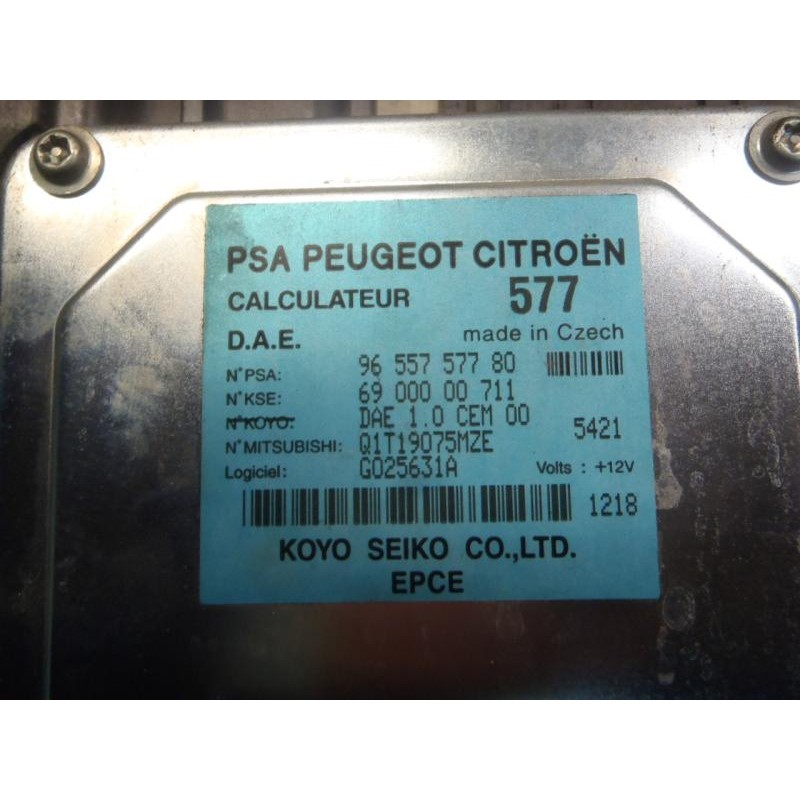 PSA PEUGEOT CITROËN
CALCULATEUR 577
D.A.E. made in Czech
N°PSA: 96 557 577 80
N°KSE: 69 000 00 711
N°KOYO: DAE 1.0 CEM 00
5421
N°MITSUBISHI: Q1T19075MZE
Logiciel: G025631A Volts : +12V
1218
KOYO SEIKO CO.,LTD.
EPCE